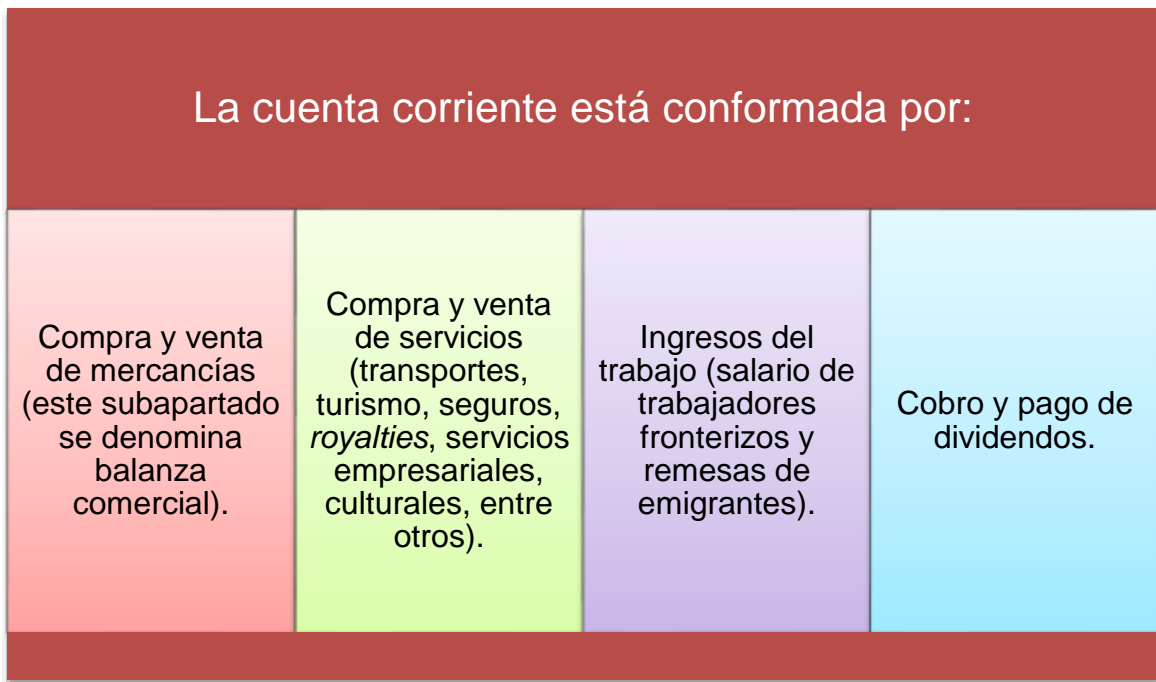 La cuenta corriente está conformada por:
Compra y venta
de mercancías
(este subapartado
se denomina
balanza
comercial).
Compra y venta
de servicios
(transportes,
turismo, seguros,
royalties, servicios
empresariales,
culturales, entre
otros).
Ingresos del
trabajo (salario de
trabajadores
fronterizos y
remesas de
emigrantes).
Cobro y pago de
dividendos.